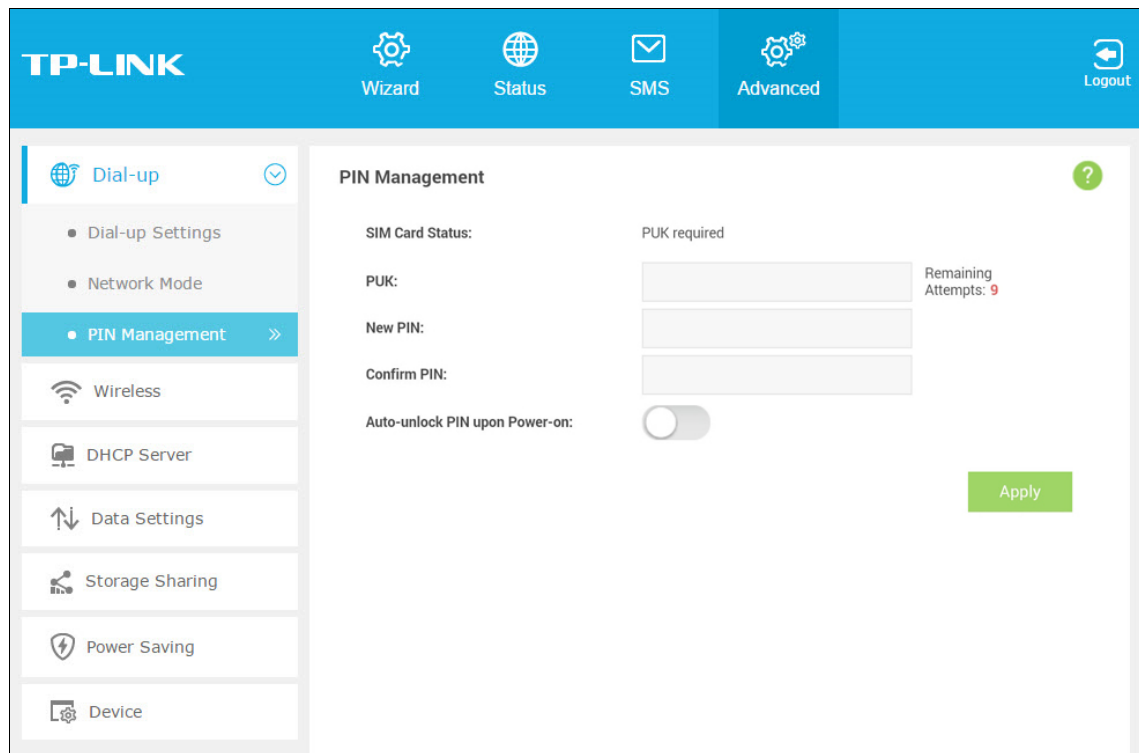 TP-LINK
Wizard
Status
SMS
Advanced
Logout
Dial-up
Dial-up Settings
Network Mode
PIN Management
Wireless
DHCP Server
Data Settings
Storage Sharing
Power Saving
Device
PIN Management
?
SIM Card Status: PUK required
PUK:
Remaining
Attempts: 9
New PIN:
Confirm PIN:
Auto-unlock PIN upon Power-on:
Apply